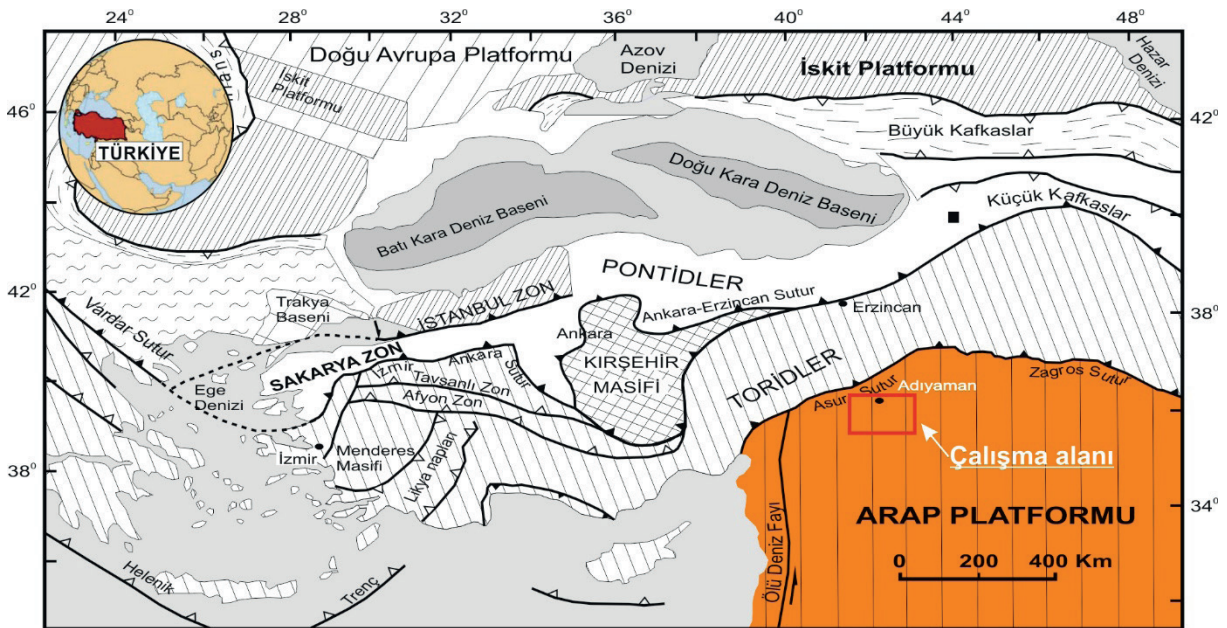 24° 28° 32° 36° 40° 44° 48°
Doğu Avrupa Platformu
Azov
Denizi
İskit Platformu
Hazar
Denizi
İskit
Platformu
46°
42°
TÜRKİYE
Büyük Kafkaslar
Doğu Kara Deniz Baseni
Batı Kara Deniz Baseni
Küçük Kafkaslar
PONTİDLER
42°
38°
Trakya
Baseni
İSTANBUL ZON
Ankara-Erzincan Sutur
Erzincan
Vardar Sutur
Ankara
KIRŞEHİR
MASİFİ
SAKARYA ZON
İzmir
Ankara
Sutur
Tavsanlı Zon
Afyon Zon
TORİDLER
Ege
Denizi
Asur Sutur
Adıyaman
Zagros Sutur
İzmir
Menderes
Masifi
Likya napları
Çalışma alanı
38°
34°
ARAP PLATFORMU
0 200 400 Km
Ölü Deniz Fayı
Helenik
Trenç